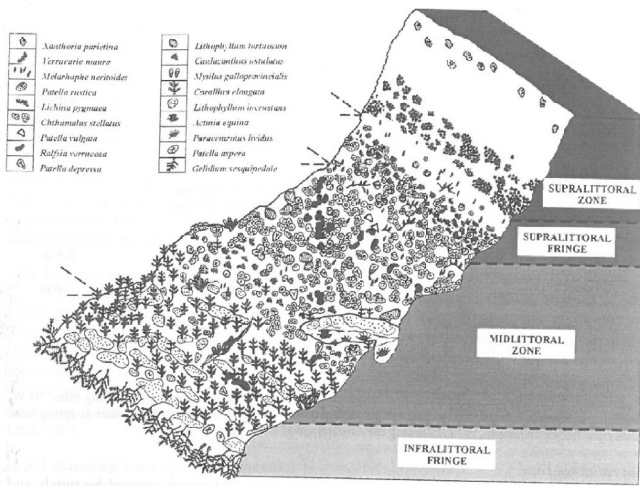 Xanthoria parietina
Verrucaria maura
Melarhaphe neritoides
Patella rustica
Lichina pygmaea
Chthamalus stellatus
Patella vulgata
Ralfsia verrucosa
Patella depressa
Lithophyllum tortuosum
Caulacanthus ustulatus
Mytilus galloprovincialis
Corallina elongata
Lithophyllum incrustans
Actinia equina
Paracentrotus lividus
Patella aspera
Gelidium sesquipedale
SUPRALITTORAL
ZONE
SUPRALITTORAL
FRINGE
MIDLITTORAL
ZONE
INFRALITTORAL
FRINGE